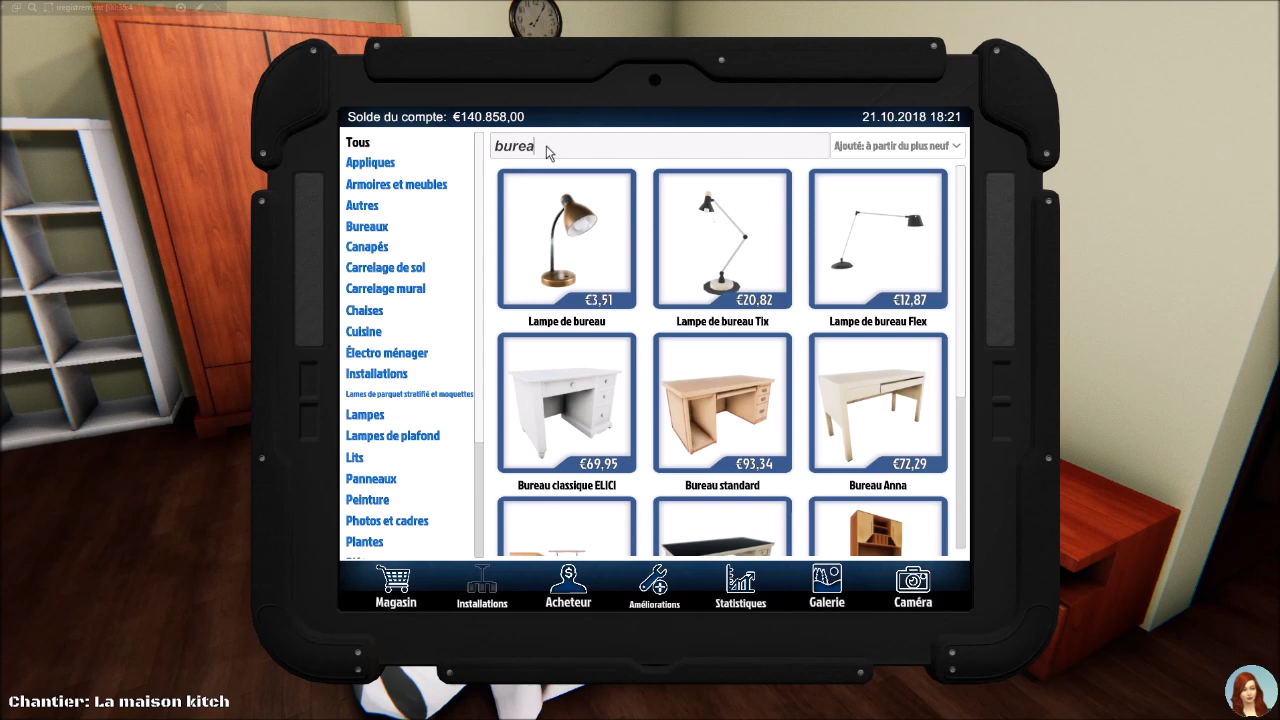 Solde du compte: €140.858,00
21.10.2018 18:21
Tous
Appliques
Armoires et meubles
Autres
Bureaux
Canapés
Carrelage de sol
Carrelage mural
Chaises
Cuisine
Électro ménager
Installations
Lames de parquet stratifié et moquettes
Lampes
Lampes de plafond
Lits
Panneaux
Peinture
Photos et cadres
Plantes
burea
Ajouté: à partir du plus neuf
€3,51
€20,82
€12,87
Lampe de bureau
Lampe de bureau Tix
Lampe de bureau Flex
€69,95
€93,34
€72,29
Bureau classique ELICI
Bureau standard
Bureau Anna
Magasin
Installations
Acheteur
Améliorations
Statistiques
Galerie
Caméra
Chantier: La maison kitch